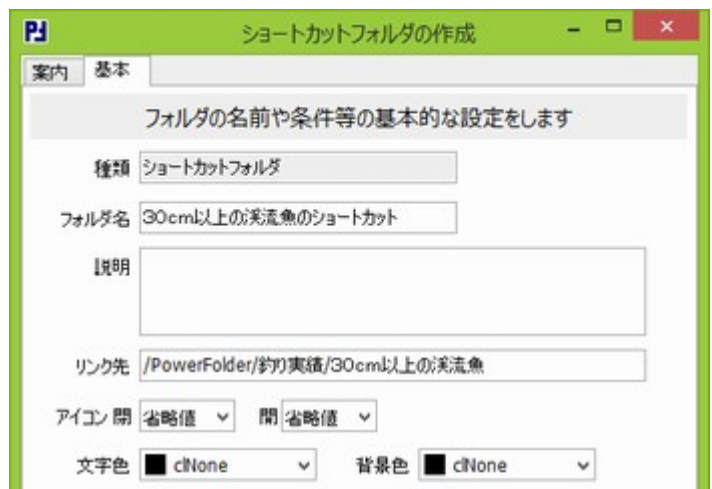 ショートカットフォルダの作成
案内 基本
フォルダの名前や条件等の基本的な設定をします
種類 ショートカットフォルダ
フォルダ名 30cm以上の渓流魚のショートカット
説明
リンク先 /PowerFolder/釣り実績/30cm以上の渓流魚
アイコン 閉 省略値 開 省略値
文字色 clNone 背景色 clNone